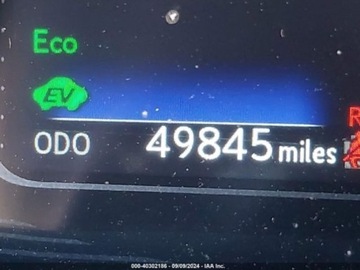 Eco
EV
R
ODO 49845 miles
000-40302186 - 09/09/2024 - IAA Inc.